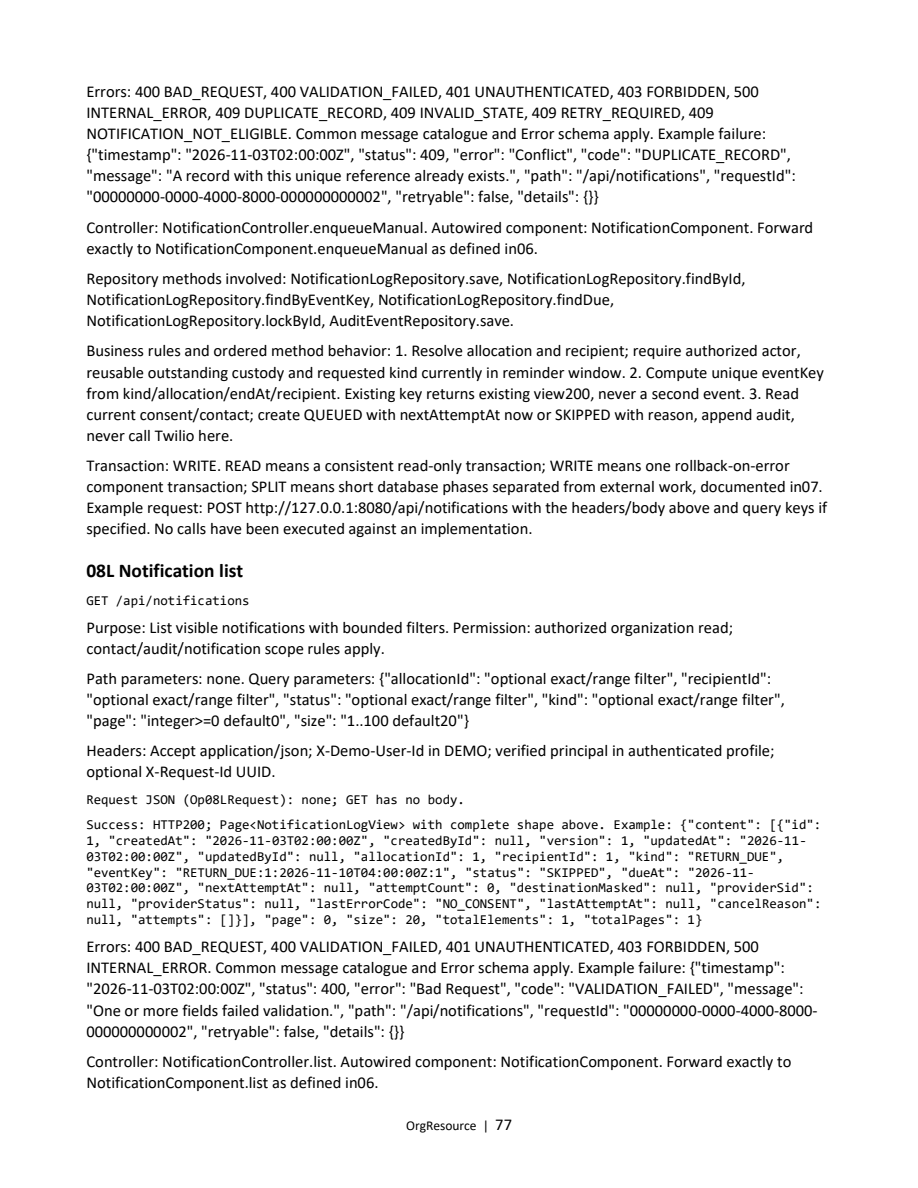 Errors: 400 BAD_REQUEST, 400 VALIDATION_FAILED, 401 UNAUTHENTICATED, 403 FORBIDDEN, 500
INTERNAL_ERROR, 409 DUPLICATE_RECORD, 409 INVALID_STATE, 409 RETRY_REQUIRED, 409
NOTIFICATION_NOT_ELIGIBLE. Common message catalogue and Error schema apply. Example failure:
{"timestamp": "2026-11-03T02:00:00Z", "status": 409, "error": "Conflict", "code": "DUPLICATE_RECORD",
"message": "A record with this unique reference already exists.", "path": "/api/notifications", "requestId":
"00000000-0000-4000-8000-000000000002", "retryable": false, "details": {}}
Controller: NotificationController.enqueueManual. Autowired component: NotificationComponent. Forward
exactly to NotificationComponent.enqueueManual as defined in06.
Repository methods involved: NotificationLogRepository.save, NotificationLogRepository.findById,
NotificationLogRepository.findByEventKey, NotificationLogRepository.findDue,
NotificationLogRepository.lockById, AuditEventRepository.save.
Business rules and ordered method behavior: 1. Resolve allocation and recipient; require authorized actor,
reusable outstanding custody and requested kind currently in reminder window. 2. Compute unique eventKey
from kind/allocation/endAt/recipient. Existing key returns existing view200, never a second event. 3. Read
current consent/contact; create QUEUED with nextAttemptAt now or SKIPPED with reason, append audit,
never call Twilio here.
Transaction: WRITE. READ means a consistent read-only transaction; WRITE means one rollback-on-error
component transaction; SPLIT means short database phases separated from external work, documented in07.
Example request: POST http://127.0.0.1:8080/api/notifications with the headers/body above and query keys if
specified. No calls have been executed against an implementation.
08L Notification list
GET /api/notifications
Purpose: List visible notifications with bounded filters. Permission: authorized organization read;
contact/audit/notification scope rules apply.
Path parameters: none. Query parameters: {"allocationId": "optional exact/range filter", "recipientId":
"optional exact/range filter", "status": "optional exact/range filter", "kind": "optional exact/range filter",
"page": "integer>=0 default0", "size": "1..100 default20"}
Headers: Accept application/json; X-Demo-User-Id in DEMO; verified principal in authenticated profile;
optional X-Request-Id UUID.
Request JSON (Op08LRequest): none; GET has no body.
Success: HTTP200; Page<NotificationLogView> with complete shape above. Example: {"content": [{"id":
1, "createdAt": "2026-11-03T02:00:00Z", "createdById": null, "version": 1, "updatedAt": "2026-11-
03T02:00:00Z", "updatedById": null, "allocationId": 1, "recipientId": 1, "kind": "RETURN_DUE",
"eventKey": "RETURN_DUE:1:2026-11-10T04:00:00Z:1", "status": "SKIPPED", "dueAt": "2026-11-
03T02:00:00Z", "nextAttemptAt": null, "attemptCount": 0, "destinationMasked": null, "providerSid":
null, "providerStatus": null, "lastErrorCode": "NO_CONSENT", "lastAttemptAt": null, "cancelReason":
null, "attempts": []}], "page": 0, "size": 20, "totalElements": 1, "totalPages": 1}
Errors: 400 BAD_REQUEST, 400 VALIDATION_FAILED, 401 UNAUTHENTICATED, 403 FORBIDDEN, 500
INTERNAL_ERROR. Common message catalogue and Error schema apply. Example failure: {"timestamp":
"2026-11-03T02:00:00Z", "status": 400, "error": "Bad Request", "code": "VALIDATION_FAILED", "message":
"One or more fields failed validation.", "path": "/api/notifications", "requestId": "00000000-0000-4000-8000-
000000000002", "retryable": false, "details": {}}
Controller: NotificationController.list. Autowired component: NotificationComponent. Forward exactly to
NotificationComponent.list as defined in06.
OrgResource | 77